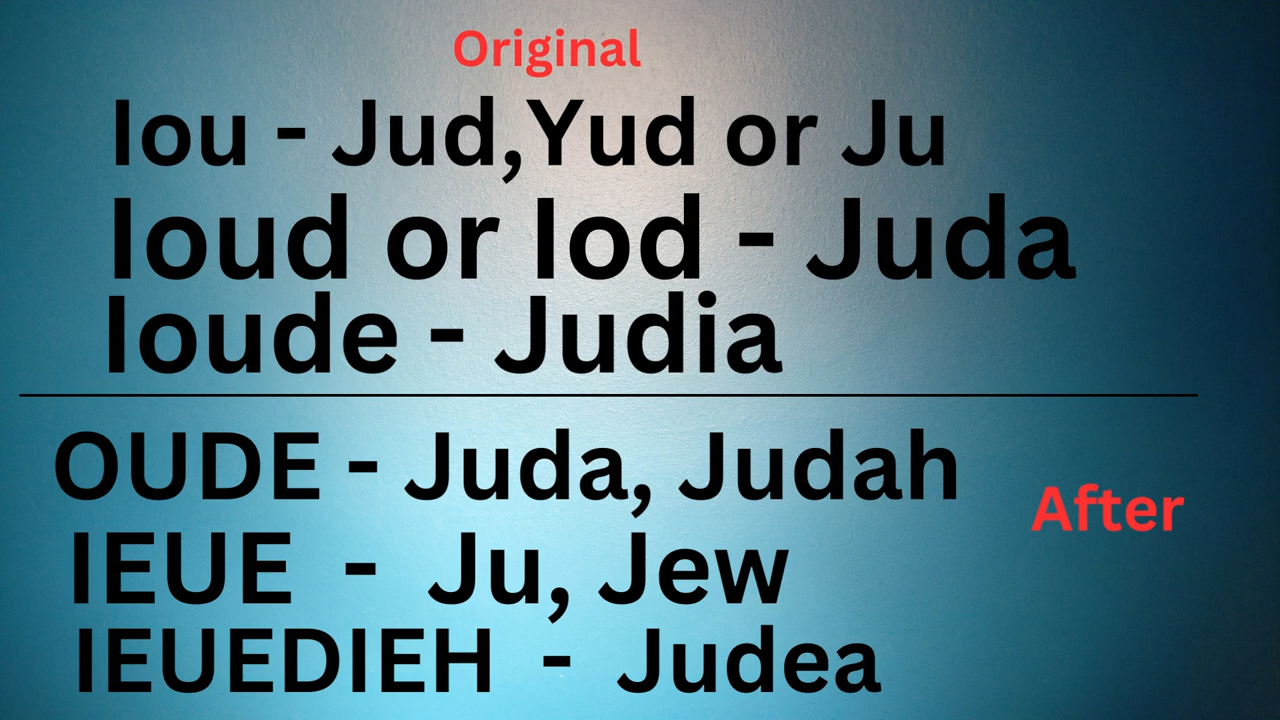 Original
Iou - Jud,Yud or Ju
Ioud or Iod - Juda
Ioude - Judia
OUDE - Juda, Judah
After
IEUE - Ju, Jew
IEUEDIEH - Judea